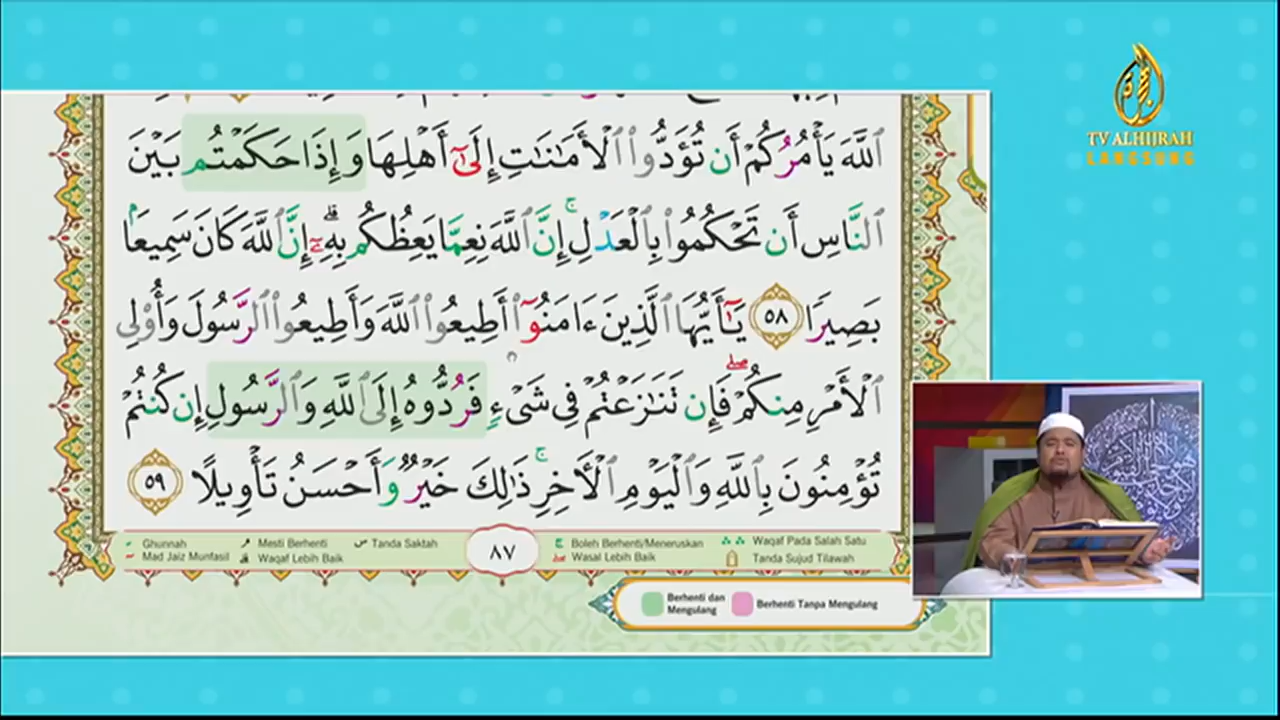 ٱللَّهَ يَأْمُرُكُمْ أَن تُؤَدُّوا۟ ٱلْأَمَـٰنَـٰتِ إِلَىٰٓ أَهْلِهَا وَإِذَا حَكَمْتُم بَيْنَ
ٱلنَّاسِ أَن تَحْكُمُوا۟ بِٱلْعَدْلِ ۚ إِنَّ ٱللَّهَ نِعِمَّا يَعِظُكُم بِهِۦٓ ۗ إِنَّ ٱللَّهَ كَانَ سَمِيعًۢا
بَصِيرًا ٥٨ يَـٰٓأَيُّهَا ٱلَّذِينَ ءَامَنُوٓا۟ أَطِيعُوا۟ ٱللَّهَ وَأَطِيعُوا۟ ٱلرَّسُولَ وَأُو۟لِى
ٱلْأَمْرِ مِنكُمْ ۖ فَإِن تَنَـٰزَعْتُمْ فِى شَىْءٍ فَرُدُّوهُ إِلَى ٱللَّهِ وَٱلرَّسُولِ إِن كُنتُمْ
تُؤْمِنُونَ بِٱللَّهِ وَٱلْيَوْمِ ٱلْـَٔاخِرِ ۚ ذَٰلِكَ خَيْرٌ وَأَحْسَنُ تَأْوِيلًا ٥٩
Ghunnah Mesti Berhenti Tanda Saktah ٨٧ Boleh Berhenti/Meneruskan Waqaf Pada Salah Satu
Mad Jaiz Munfasil Waqaf Lebih Baik Wasal Lebih Baik Tanda Sujud Tilawah
Berhenti dan Mengulang Berhenti Tanpa Mengulang
TV ALHIJRAH
LANGSUNG